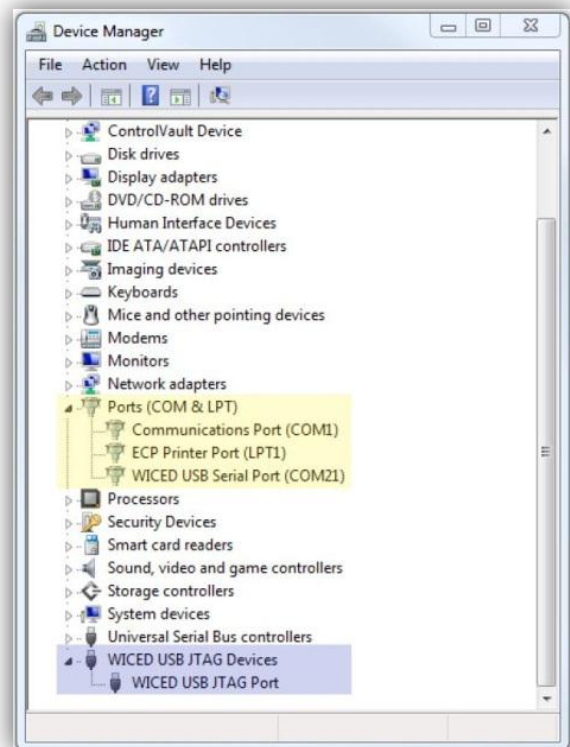 Device Manager
File Action View Help
ControlVault Device
Disk drives
Display adapters
DVD/CD-ROM drives
Human Interface Devices
IDE ATA/ATAPI controllers
Imaging devices
Keyboards
Mice and other pointing devices
Modems
Monitors
Network adapters
Ports (COM & LPT)
Communications Port (COM1)
ECP Printer Port (LPT1)
WICED USB Serial Port (COM21)
Processors
Security Devices
Smart card readers
Sound, video and game controllers
Storage controllers
System devices
Universal Serial Bus controllers
WICED USB JTAG Devices
WICED USB JTAG Port